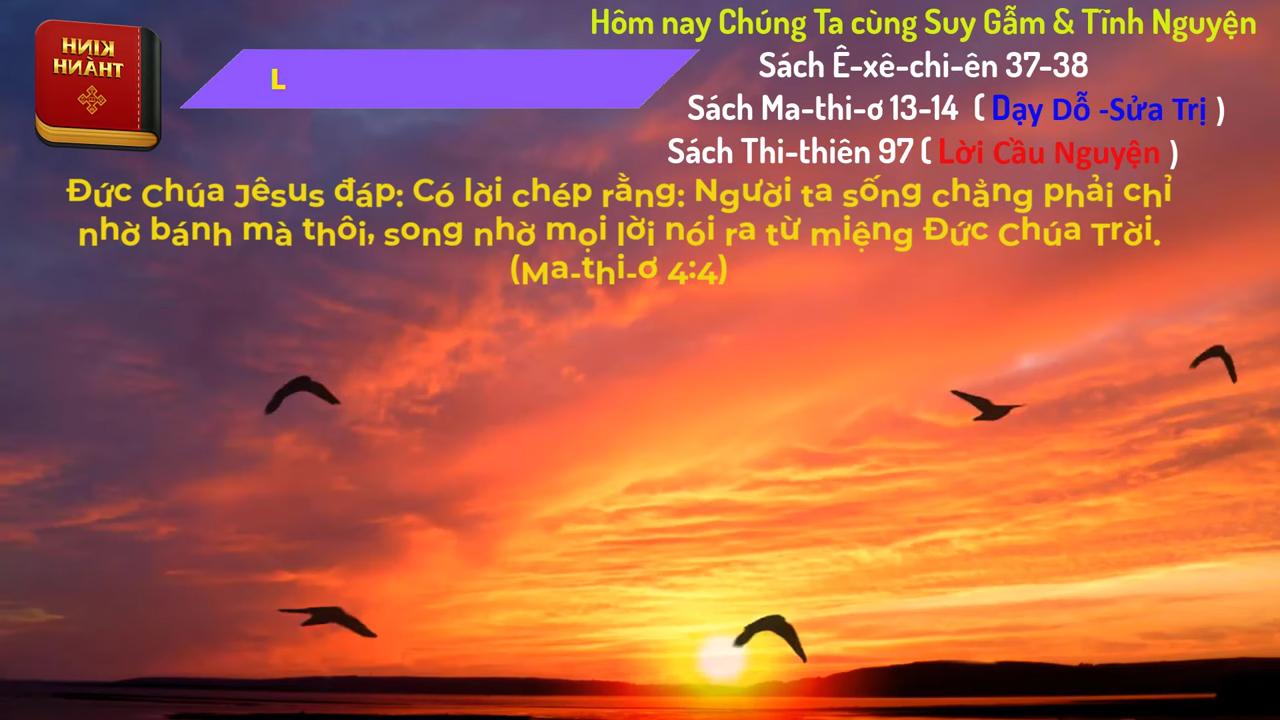 Hôm nay Chúng Ta cùng Suy Gẫm & Tĩnh Nguyện
KINH
THÀNH
L
Sách Ê-xê-chi-ên 37-38
Sách Ma-thi-ơ 13-14 ( Dạy Dỗ -Sửa Trị )
Sách Thi-thiên 97 ( Lời Cầu Nguyện )
Đức Chúa Jêsus đáp: Có lời chép rằng: Người ta sống chẳng phải chỉ
nhờ bánh mà thôi, song nhờ mọi lời nói ra từ miệng Đức Chúa Trời.
(Ma-thi-ơ 4:4)